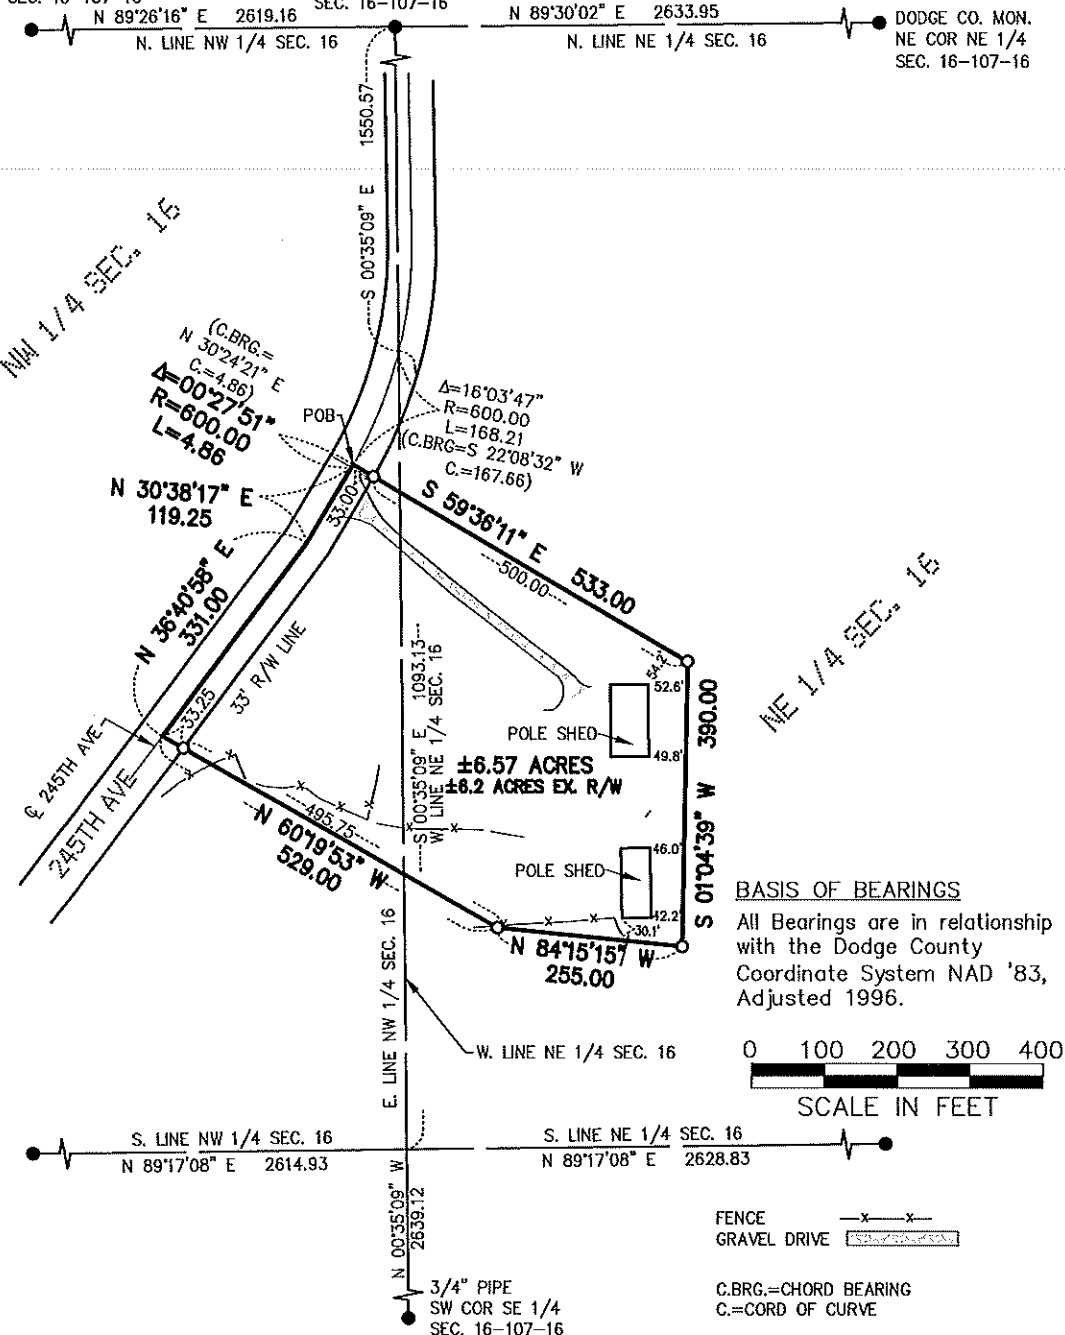 SEC. 16-107-16
N 89°26'16" E 2619.16
N 89°30'02" E 2633.95
N. LINE NW 1/4 SEC. 16
N. LINE NE 1/4 SEC. 16
DODGE CO. MON.
NE COR NE 1/4
SEC. 16-107-16
1550.67
S 00°35'09" E
NW 1/4 SEC. 16
(C.BRG.=
N 30°24'21" E
C.=4.86)
Δ=00°27'51"
R=600.00
L=4.86
POB
Δ=16°03'47"
R=600.00
L=168.21
(C.BRG=S 22°08'32" W
C.=167.66)
N 30°38'17" E
119.25
33.00
S 59°36'11" E 533.00
500.00
N 36°40'58" E
331.00
33' R/W LINE
33.25
NE 1/4 SEC. 16
S 00°35'09" E 1093.13
W. LINE NE 1/4 SEC. 16
54.2
52.6'
POLE SHED
49.8'
S 01°04'39" W 390.00
±6.57 ACRES
±6.2 ACRES EX. R/W
℄ 245TH AVE
245TH AVE
495.75
N 60°19'53" W
529.00
46.0'
POLE SHED
42.2'
30.1'
N 84°15'15" W
255.00
BASIS OF BEARINGS
All Bearings are in relationship
with the Dodge County
Coordinate System NAD '83,
Adjusted 1996.
E. LINE NW 1/4 SEC. 16
W. LINE NE 1/4 SEC. 16
0 100 200 300 400
SCALE IN FEET
S. LINE NW 1/4 SEC. 16
S. LINE NE 1/4 SEC. 16
N 89°17'08" E 2614.93
N 89°17'08" E 2628.83
N 00°35'09" W
2639.12
FENCE
GRAVEL DRIVE
3/4" PIPE
SW COR SE 1/4
SEC. 16-107-16
C.BRG.=CHORD BEARING
C.=CORD OF CURVE